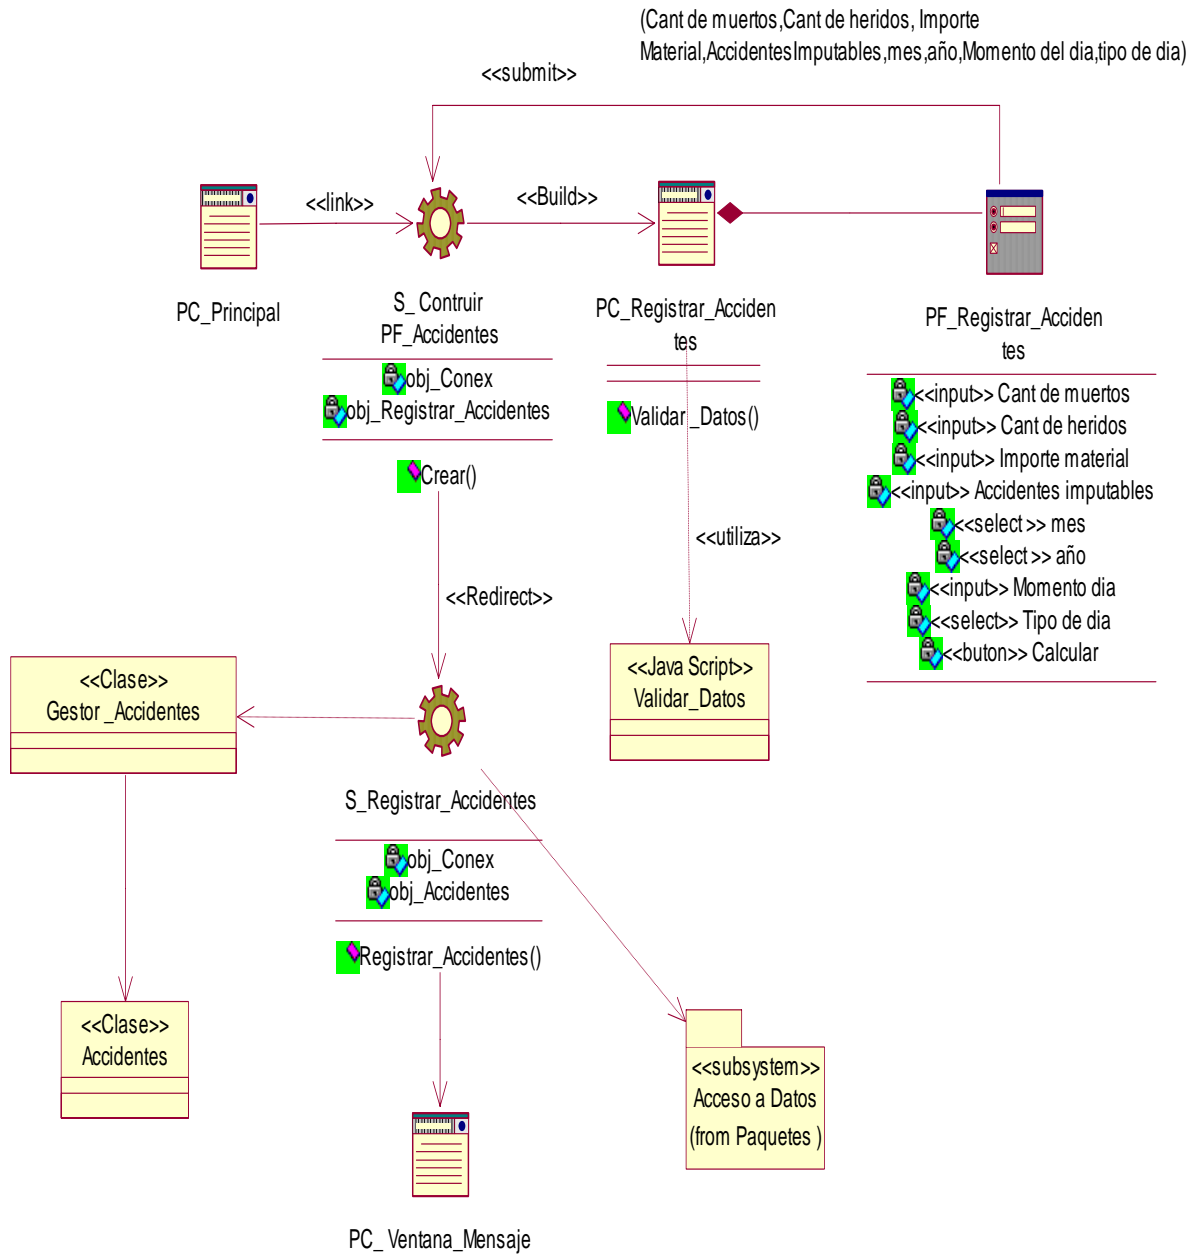 (Cant de muertos,Cant de heridos, Importe
Material,AccidentesImputables,mes,año,Momento del dia,tipo de dia)
<<submit>>
<<link>>
<<Build>>
PC_Principal
S_ Contruir
PF_Accidentes
obj_Conex
obj_Registrar_Accidentes
Crear()
PC_Registrar_Acciden
tes
Validar _Datos()
PF_Registrar_Acciden
tes
<<input>> Cant de muertos
<<input>> Cant de heridos
<<input>> Importe material
<<input>> Accidentes imputables
<<select >> mes
<<select >> año
<<input>> Momento dia
<<select>> Tipo de dia
<<buton>> Calcular
<<utiliza>>
<<Redirect>>
<<Java Script>>
Validar_Datos
<<Clase>>
Gestor _Accidentes
S_Registrar_Accidentes
obj_Conex
obj_Accidentes
Registrar_Accidentes()
<<Clase>>
Accidentes
<<subsystem>>
Acceso a Datos
(from Paquetes )
PC_ Ventana_Mensaje